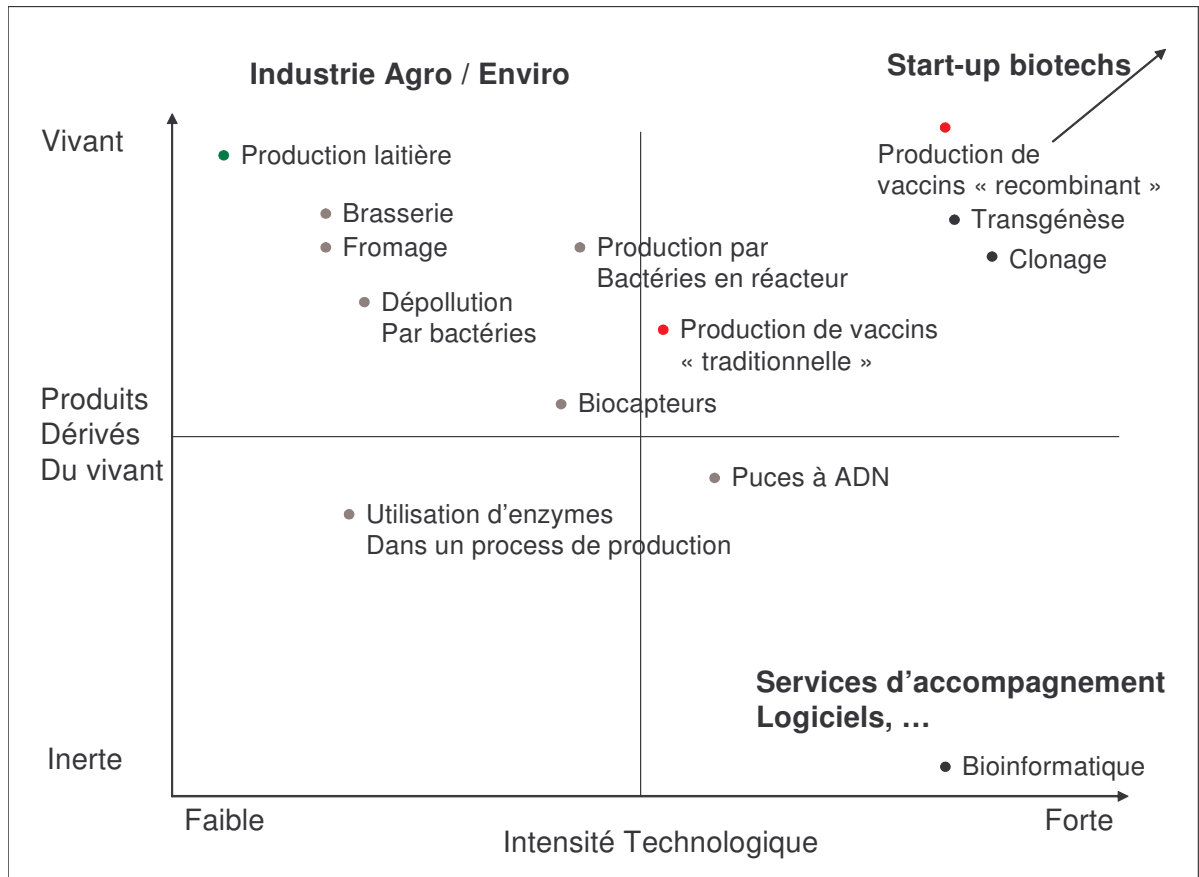 Industrie Agro / Enviro
Start-up biotechs
Vivant
Production laitière
Production de
vaccins « recombinant »
Brasserie
Transgénèse
Fromage
Production par
Bactéries en réacteur
Clonage
Dépollution
Par bactéries
Production de vaccins
« traditionnelle »
Produits
Dérivés
Du vivant
Biocapteurs
Puces à ADN
Utilisation d’enzymes
Dans un process de production
Services d’accompagnement
Logiciels, …
Inerte
Bioinformatique
Faible
Forte
Intensité Technologique